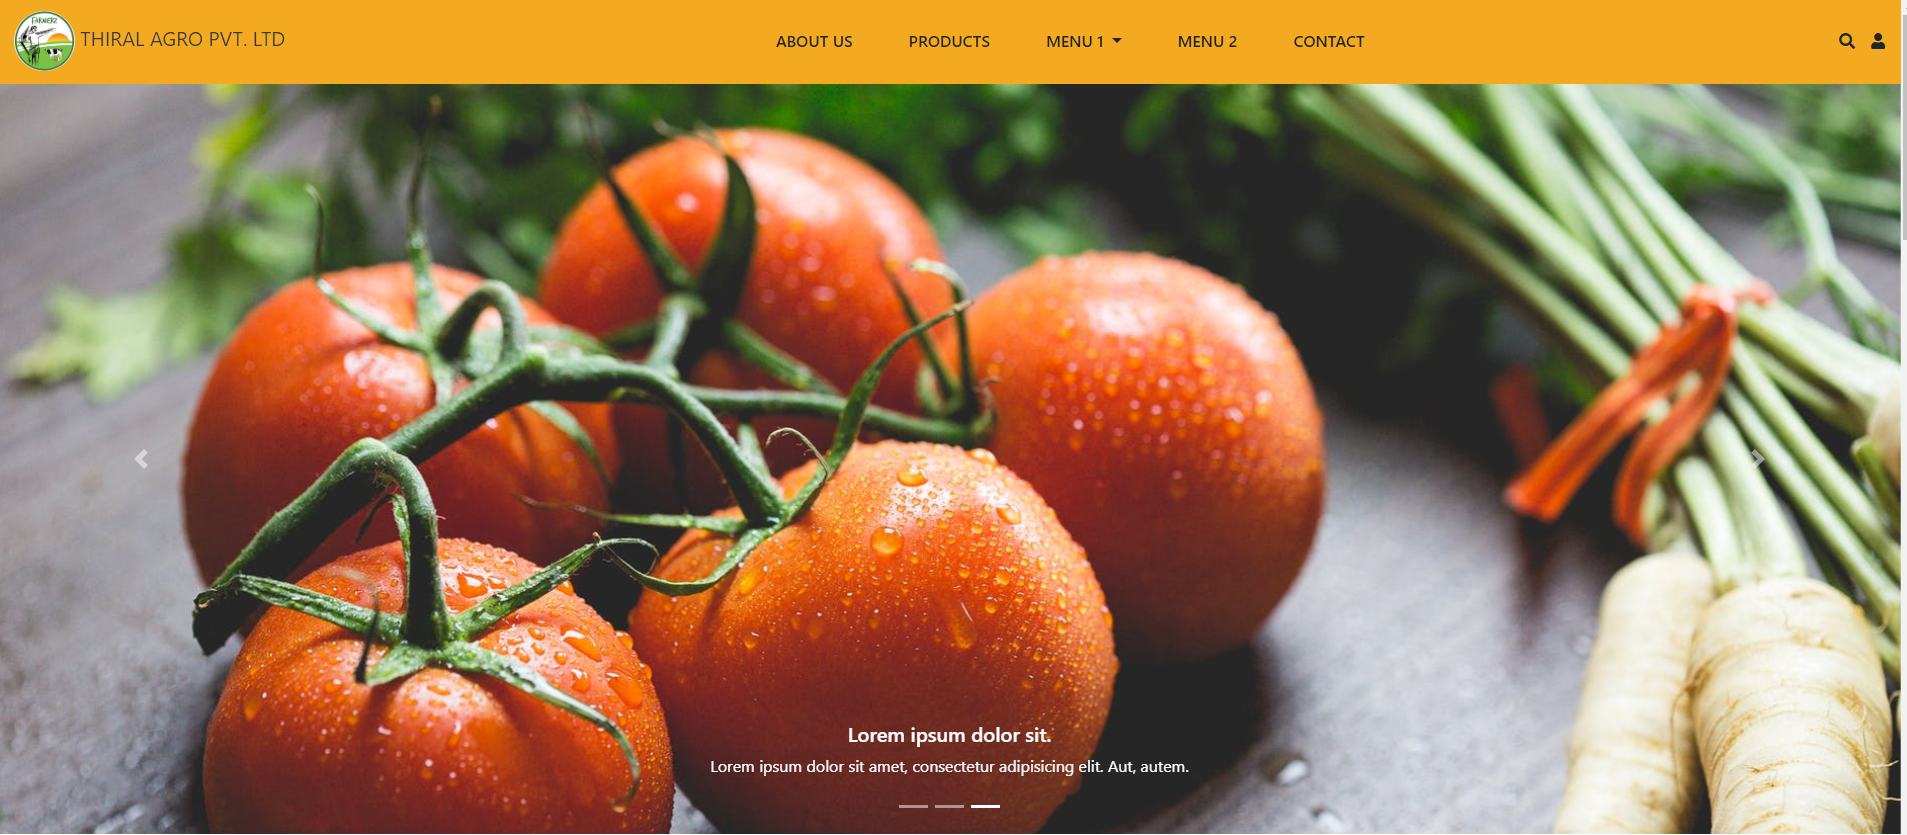 FARMERZ
THIRAL AGRO PVT. LTD
ABOUT US
PRODUCTS
MENU 1
MENU 2
CONTACT
Lorem ipsum dolor sit.
Lorem ipsum dolor sit amet, consectetur adipisicing elit. Aut, autem.